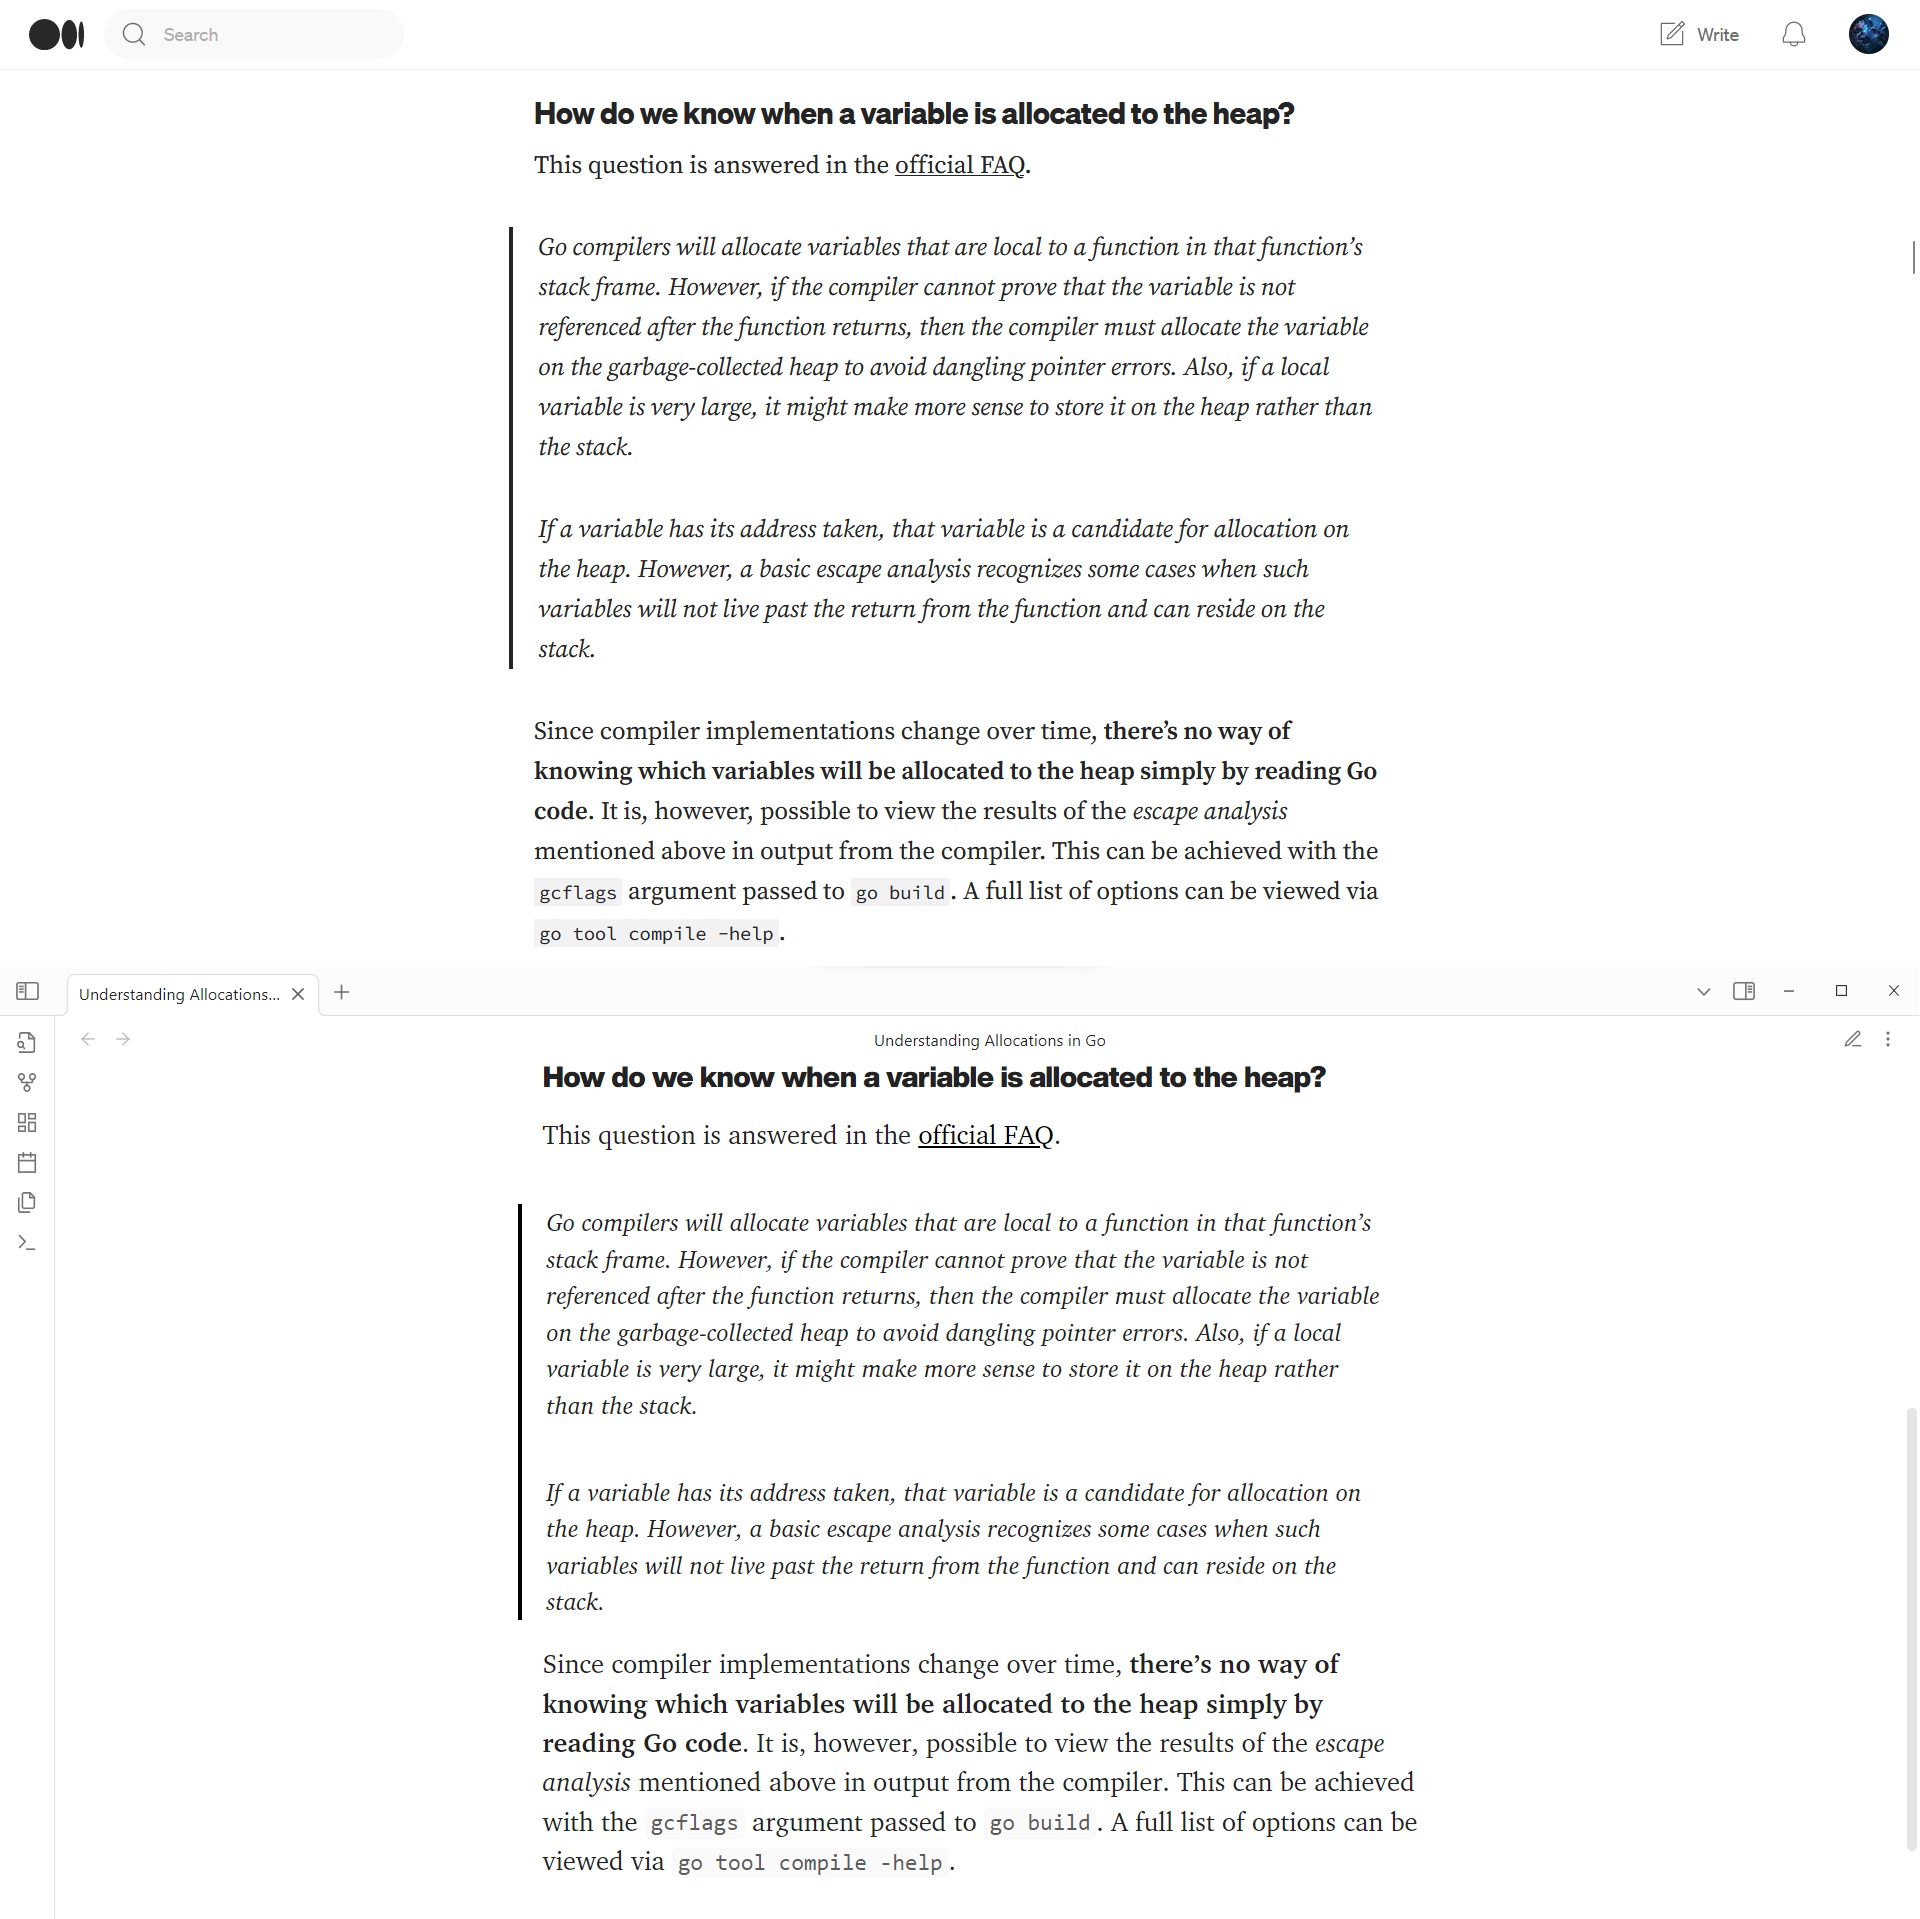 Search
Write
How do we know when a variable is allocated to the heap?
This question is answered in the official FAQ.
Go compilers will allocate variables that are local to a function in that function’s
stack frame. However, if the compiler cannot prove that the variable is not
referenced after the function returns, then the compiler must allocate the variable
on the garbage-collected heap to avoid dangling pointer errors. Also, if a local
variable is very large, it might make more sense to store it on the heap rather than
the stack.
If a variable has its address taken, that variable is a candidate for allocation on
the heap. However, a basic escape analysis recognizes some cases when such
variables will not live past the return from the function and can reside on the
stack.
Since compiler implementations change over time, there’s no way of
knowing which variables will be allocated to the heap simply by reading Go
code. It is, however, possible to view the results of the escape analysis
mentioned above in output from the compiler. This can be achieved with the
gcflags argument passed to go build. A full list of options can be viewed via
go tool compile -help.
Understanding Allocations...
Understanding Allocations in Go
How do we know when a variable is allocated to the heap?
This question is answered in the official FAQ.
Go compilers will allocate variables that are local to a function in that function’s
stack frame. However, if the compiler cannot prove that the variable is not
referenced after the function returns, then the compiler must allocate the variable
on the garbage-collected heap to avoid dangling pointer errors. Also, if a local
variable is very large, it might make more sense to store it on the heap rather
than the stack.
If a variable has its address taken, that variable is a candidate for allocation on
the heap. However, a basic escape analysis recognizes some cases when such
variables will not live past the return from the function and can reside on the
stack.
Since compiler implementations change over time, there’s no way of
knowing which variables will be allocated to the heap simply by
reading Go code. It is, however, possible to view the results of the escape
analysis mentioned above in output from the compiler. This can be achieved
with the gcflags argument passed to go build. A full list of options can be
viewed via go tool compile -help.